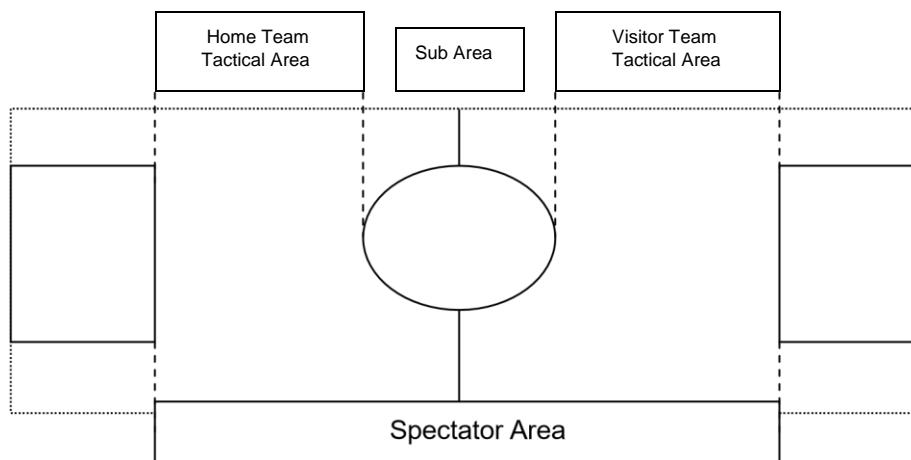 Home Team
Tactical Area
Sub Area
Visitor Team
Tactical Area
Spectator Area